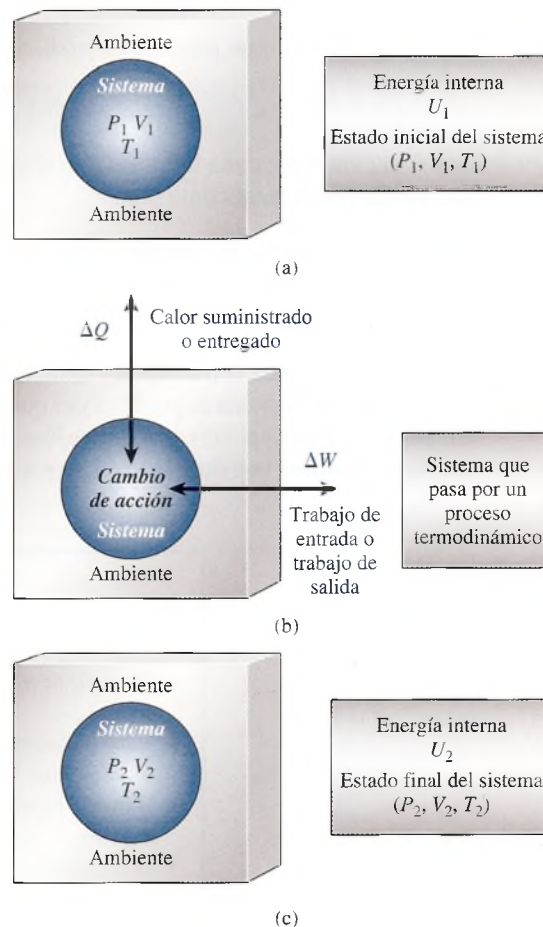 Ambiente
Sistema
P₁ V₁
T₁
Ambiente
Energía interna
U₁
Estado inicial del sistema
(P₁, V₁, T₁)
(a)
ΔQ
Calor suministrado
o entregado
Cambio
de acción
Sistema
Ambiente
ΔW
Trabajo de
entrada o
trabajo de
salida
Sistema que
pasa por un
proceso
termodinámico
(b)
Ambiente
Sistema
P₂ V₂
T₂
Ambiente
Energía interna
U₂
Estado final del sistema
(P₂, V₂, T₂)
(c)